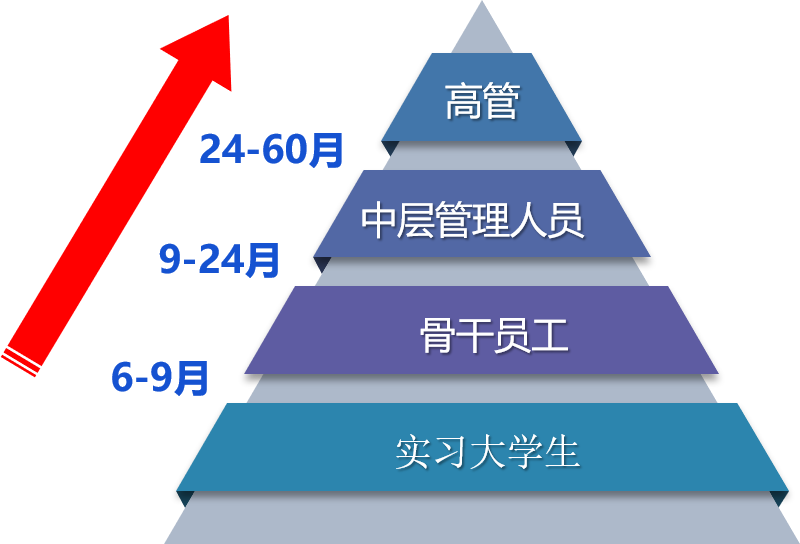 高管
24-60月
中层管理人员
9-24月
骨干员工
6-9月
实习大学生